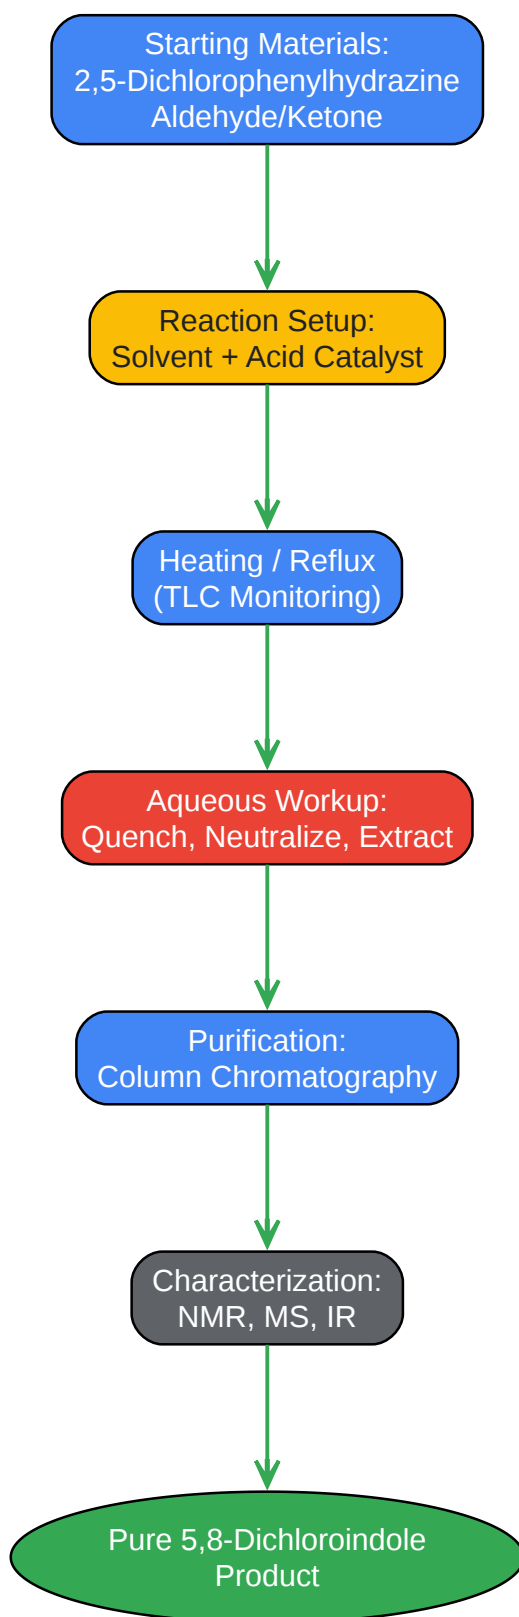 Starting Materials:
2,5-Dichlorophenylhydrazine
Aldehyde/Ketone
Reaction Setup:
Solvent + Acid Catalyst
Heating / Reflux
(TLC Monitoring)
Aqueous Workup:
Quench, Neutralize, Extract
Purification:
Column Chromatography
Characterization:
NMR, MS, IR
Pure 5,8-Dichloroindole
Product